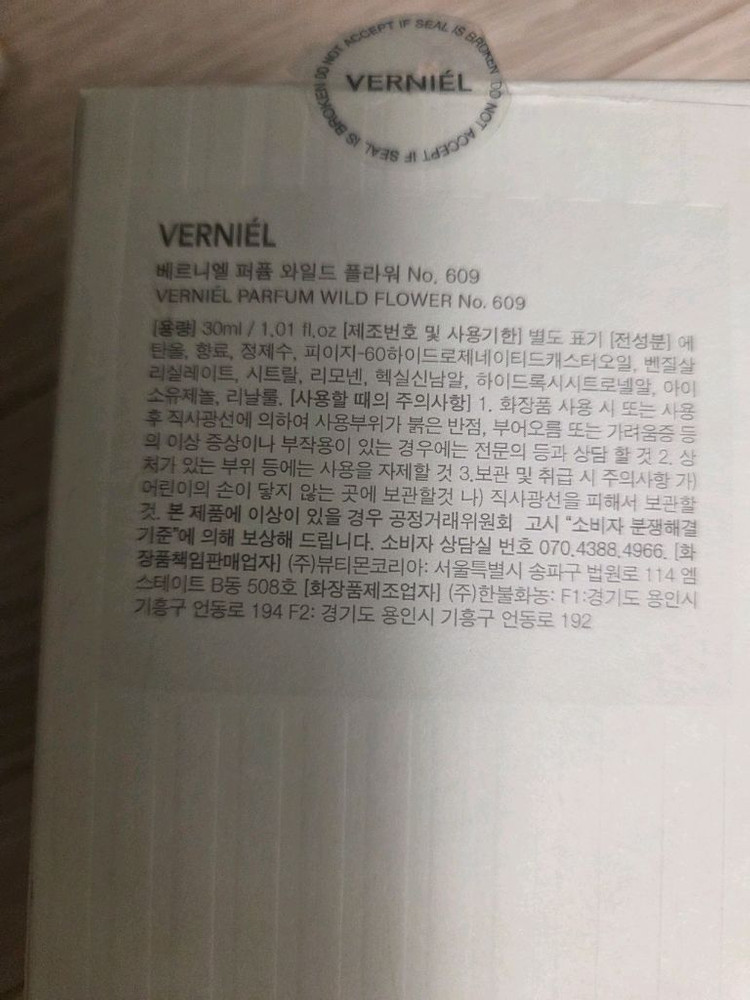 DO NOT ACCEPT IF SEAL IS BROKEN DO NOT ACCEPT IF SEAL IS BROKEN
VERNIÉL
VERNIÉL
베르니엘 퍼퓸 와일드 플라워 No. 609
VERNIÉL PARFUM WILD FLOWER No. 609
[용량] 30ml / 1.01 fl.oz [제조번호 및 사용기한] 별도 표기 [전성분] 에
탄올, 향료, 정제수, 피이지-60하이드로제네이티드캐스터오일, 벤질살
리실레이트, 시트랄, 리모넨, 헥실신남알, 하이드록시시트로넬알, 아이
소유제놀, 리날룰. [사용할 때의 주의사항] 1. 화장품 사용 시 또는 사용
후 직사광선에 의하여 사용부위가 붉은 반점, 부어오름 또는 가려움증 등
의 이상 증상이나 부작용이 있는 경우에는 전문의 등과 상담 할 것 2. 상
처가 있는 부위 등에는 사용을 자제할 것 3.보관 및 취급 시 주의사항 가)
어린이의 손이 닿지 않는 곳에 보관할것 나) 직사광선을 피해서 보관할
것. 본 제품에 이상이 있을 경우 공정거래위원회 고시 “소비자 분쟁해결
기준”에 의해 보상해 드립니다. 소비자 상담실 번호 070.4388.4966. [화
장품책임판매업자] (주)뷰티몬코리아: 서울특별시 송파구 법원로 114 엠
스테이트 B동 508호 [화장품제조업자] (주)한불화농: F1:경기도 용인시
기흥구 언동로 194 F2: 경기도 용인시 기흥구 언동로 192